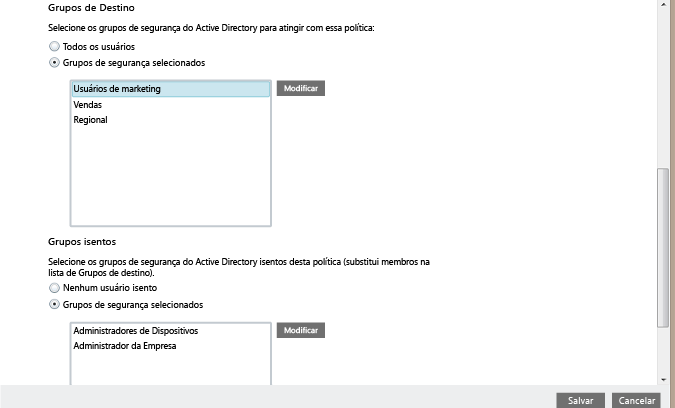 Grupos de Destino
Selecione os grupos de segurança do Active Directory para atingir com essa política:
Todos os usuários
Grupos de segurança selecionados
Usuários de marketing
Modificar
Vendas
Regional
Grupos isentos
Selecione os grupos de segurança do Active Directory isentos desta política (substitui membros na
lista de Grupos de destino).
Nenhum usuário isento
Grupos de segurança selecionados
Administradores de Dispositivos
Modificar
Administrador da Empresa
Salvar
Cancelar